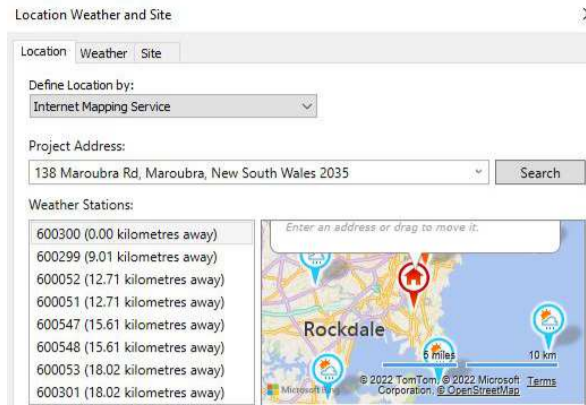 Location Weather and Site
Location Weather Site
Define Location by:
Internet Mapping Service
Project Address:
138 Maroubra Rd, Maroubra, New South Wales 2035
Search
Weather Stations:
600300 (0.00 kilometres away)
600299 (9.01 kilometres away)
600052 (12.71 kilometres away)
600051 (12.71 kilometres away)
600547 (15.61 kilometres away)
600548 (15.61 kilometres away)
600053 (18.02 kilometres away)
600301 (18.02 kilometres away)
Enter an address or drag to move it.
Rockdale
5 miles 10 km
Microsoft Bing
© 2022 TomTom, © 2022 Microsoft Terms
Corporation, © OpenStreetMap